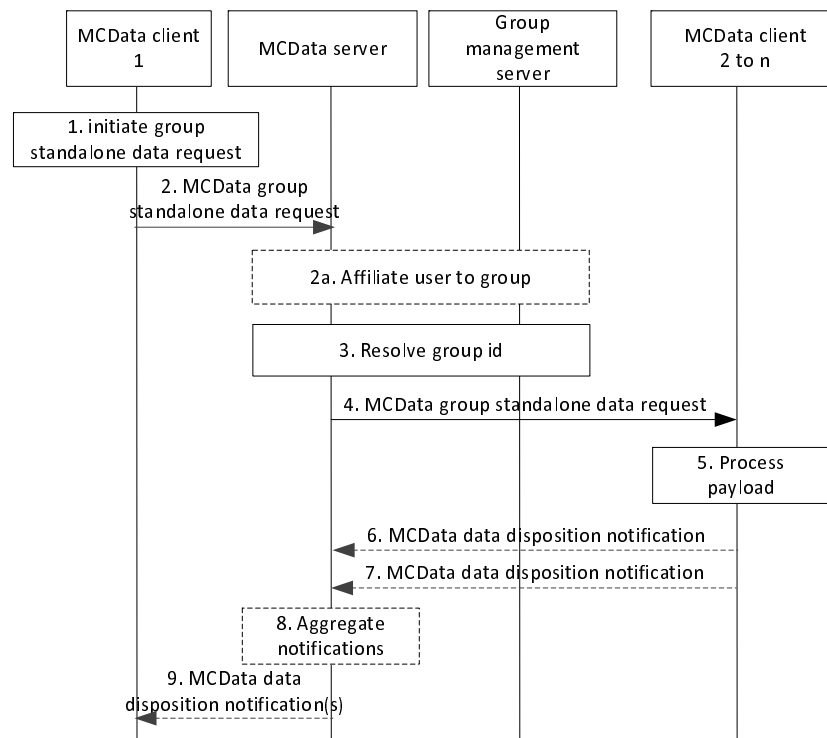 MCData client
1
MCData server
Group
management
server
MCData client
2 to n
1. initiate group
standalone data request
2. MCData group
standalone data request
2a. Affiliate user to group
3. Resolve group id
4. MCData group standalone data request
5. Process
payload
6. MCData data disposition notification
7. MCData data disposition notification
8. Aggregate
notifications
9. MCData data
disposition notification(s)